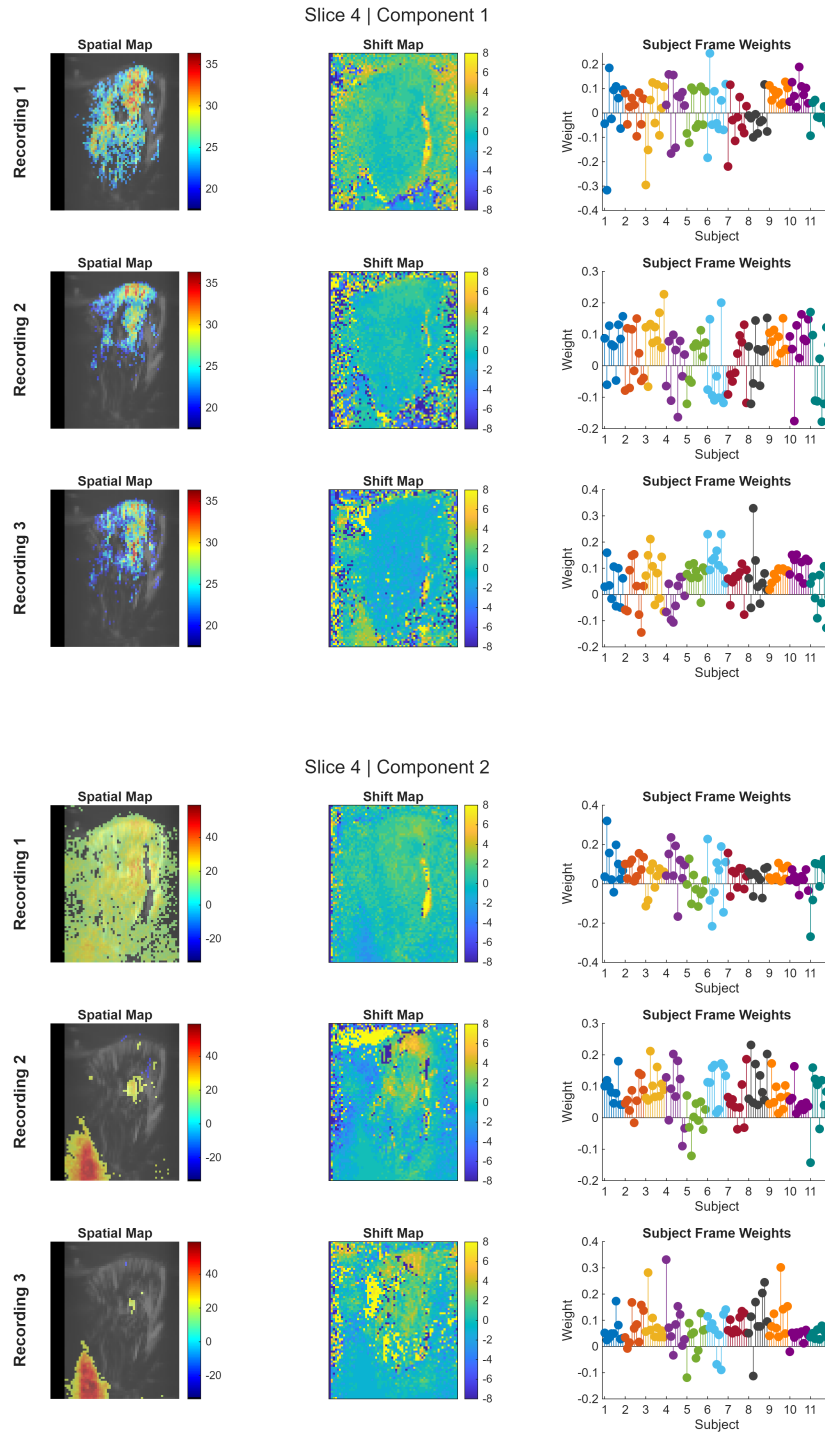 Slice 4 | Component 1
Recording 1
Spatial Map
35
30
25
20
Shift Map
8
6
4
2
0
-2
-4
-6
-8
Subject Frame Weights
Weight
0.2
0.1
0
-0.1
-0.2
-0.3
-0.4
1 2 3 4 5 6 7 8 9 10 11
Subject
Recording 2
Spatial Map
35
30
25
20
Shift Map
8
6
4
2
0
-2
-4
-6
-8
Subject Frame Weights
Weight
0.3
0.2
0.1
0
-0.1
-0.2
1 2 3 4 5 6 7 8 9 10 11
Subject
Recording 3
Spatial Map
35
30
25
20
Shift Map
8
6
4
2
0
-2
-4
-6
-8
Subject Frame Weights
Weight
0.4
0.3
0.2
0.1
0
-0.1
-0.2
1 2 3 4 5 6 7 8 9 10 11
Subject
Slice 4 | Component 2
Recording 1
Spatial Map
40
20
0
-20
Shift Map
8
6
4
2
0
-2
-4
-6
-8
Subject Frame Weights
Weight
0.4
0.2
0
-0.2
-0.4
1 2 3 4 5 6 7 8 9 10 11
Subject
Recording 2
Spatial Map
40
20
0
-20
Shift Map
8
6
4
2
0
-2
-4
-6
-8
Subject Frame Weights
Weight
0.3
0.2
0.1
0
-0.1
-0.2
1 2 3 4 5 6 7 8 9 10 11
Subject
Recording 3
Spatial Map
40
20
0
-20
Shift Map
8
6
4
2
0
-2
-4
-6
-8
Subject Frame Weights
Weight
0.4
0.3
0.2
0.1
0
-0.1
-0.2
1 2 3 4 5 6 7 8 9 10 11
Subject